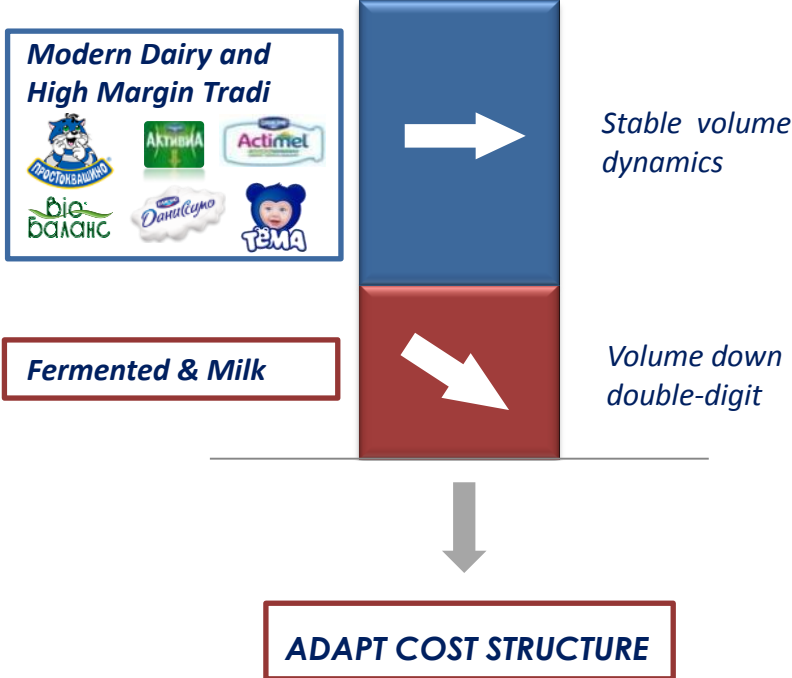 Modern Dairy and
High Margin Tradi
ПРОСТОКВАШИНО
АКТИВИА
DANONE
Actimel
Bio
баланс
Даниссимо
ТЁМА
Stable volume
dynamics
Fermented & Milk
Volume down
double-digit
ADAPT COST STRUCTURE